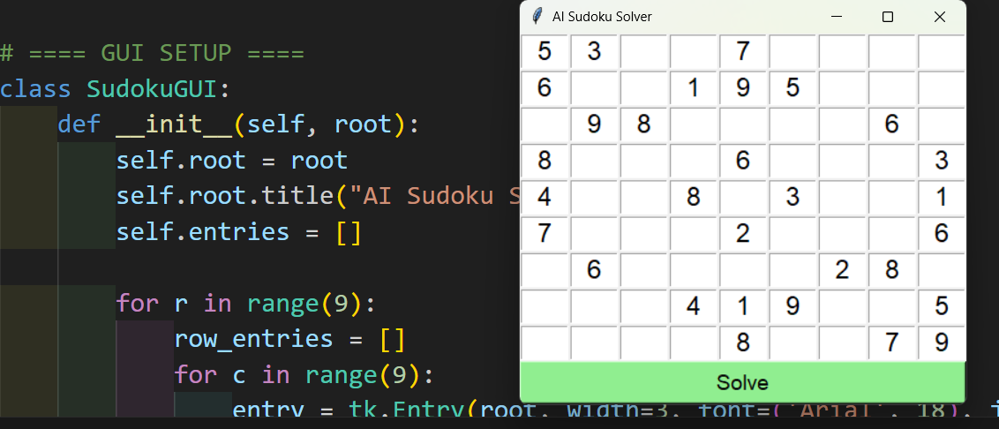 # ==== GUI SETUP ====
class SudokuGUI:
def __init__(self, root):
self.root = root
self.root.title("AI Sudoku S
self.entries = []
for r in range(9):
row_entries = []
for c in range(9):
entry = tk.Entry(root, width=3, font=('Arial', 18), i
AI Sudoku Solver
5 3 7
6 1 9 5
9 8 6
8 6 3
4 8 3 1
7 2 6
6 2 8
4 1 9 5
8 7 9
Solve